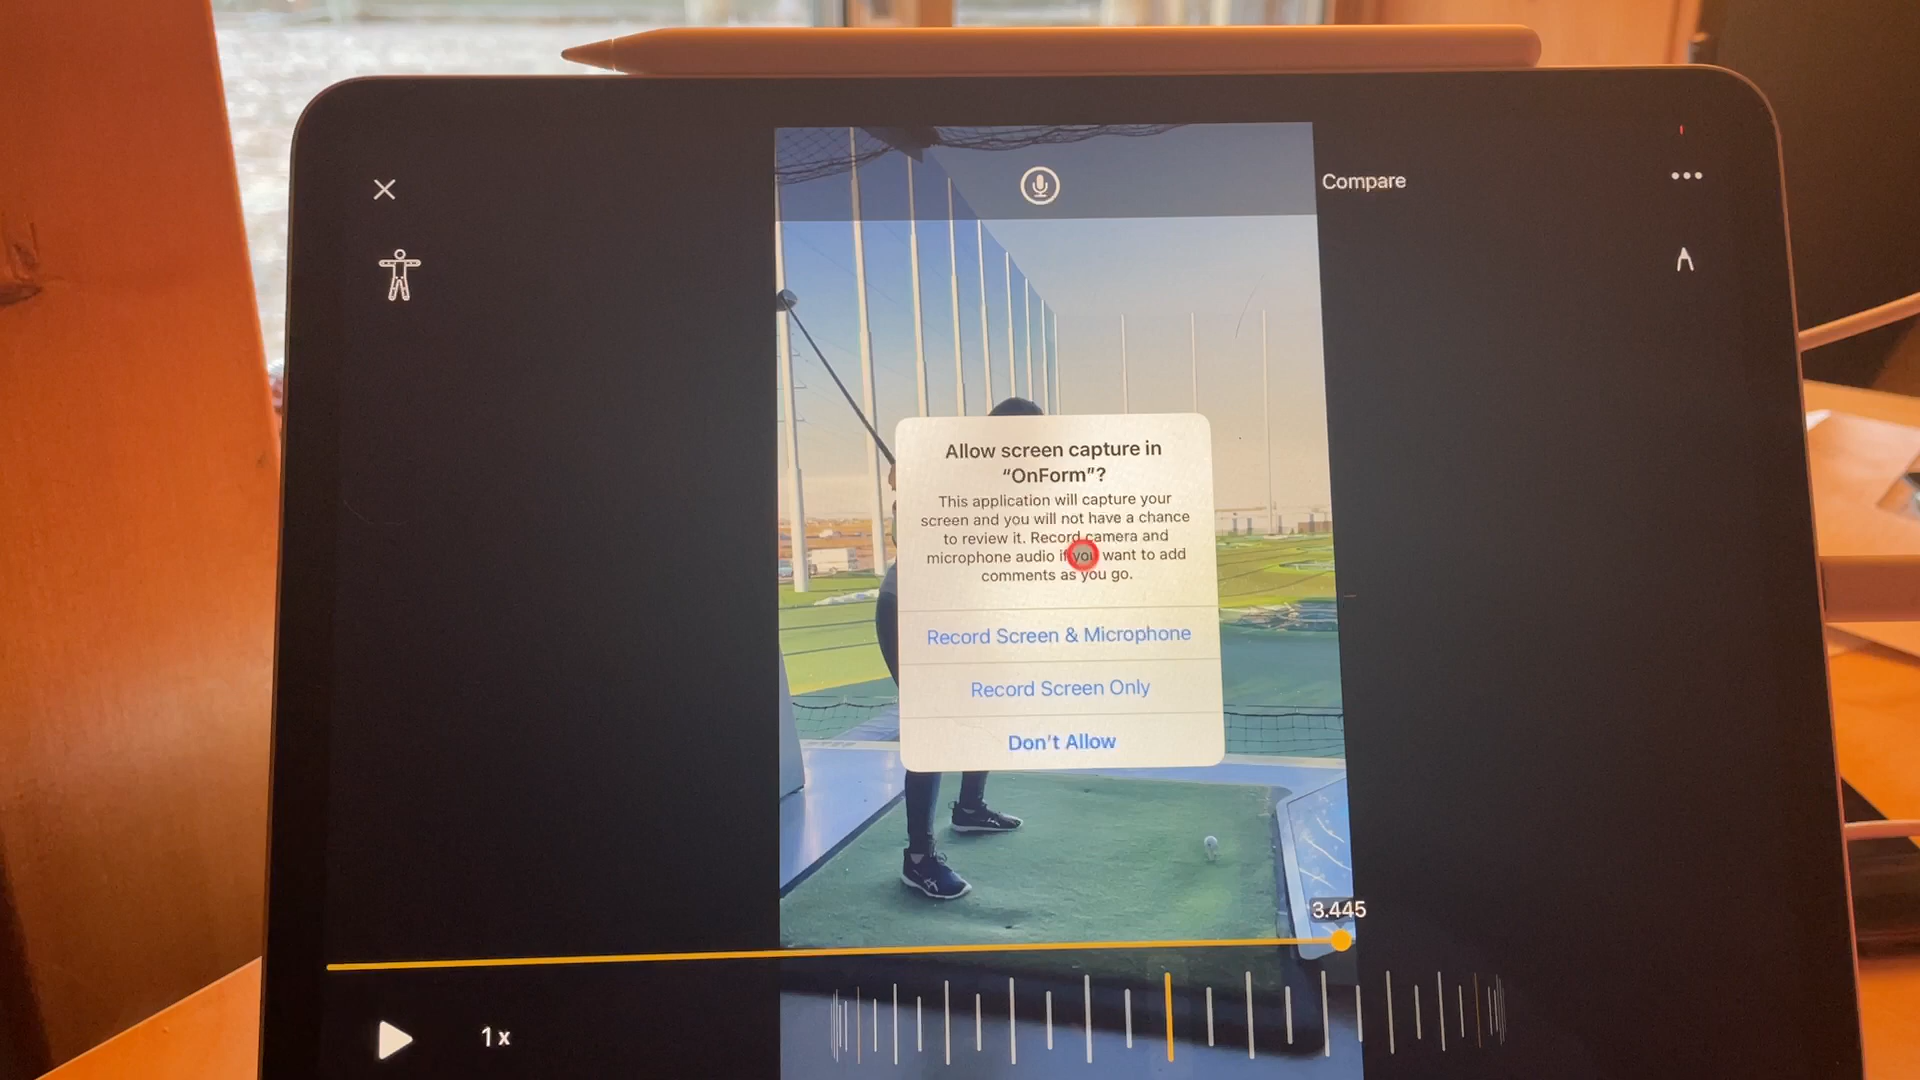 Compare
Allow screen capture in
“OnForm”?
This application will capture your
screen and you will not have a chance
to review it. Record camera and
microphone audio if you want to add
comments as you go.
Record Screen & Microphone
Record Screen Only
Don’t Allow
3.445
1x